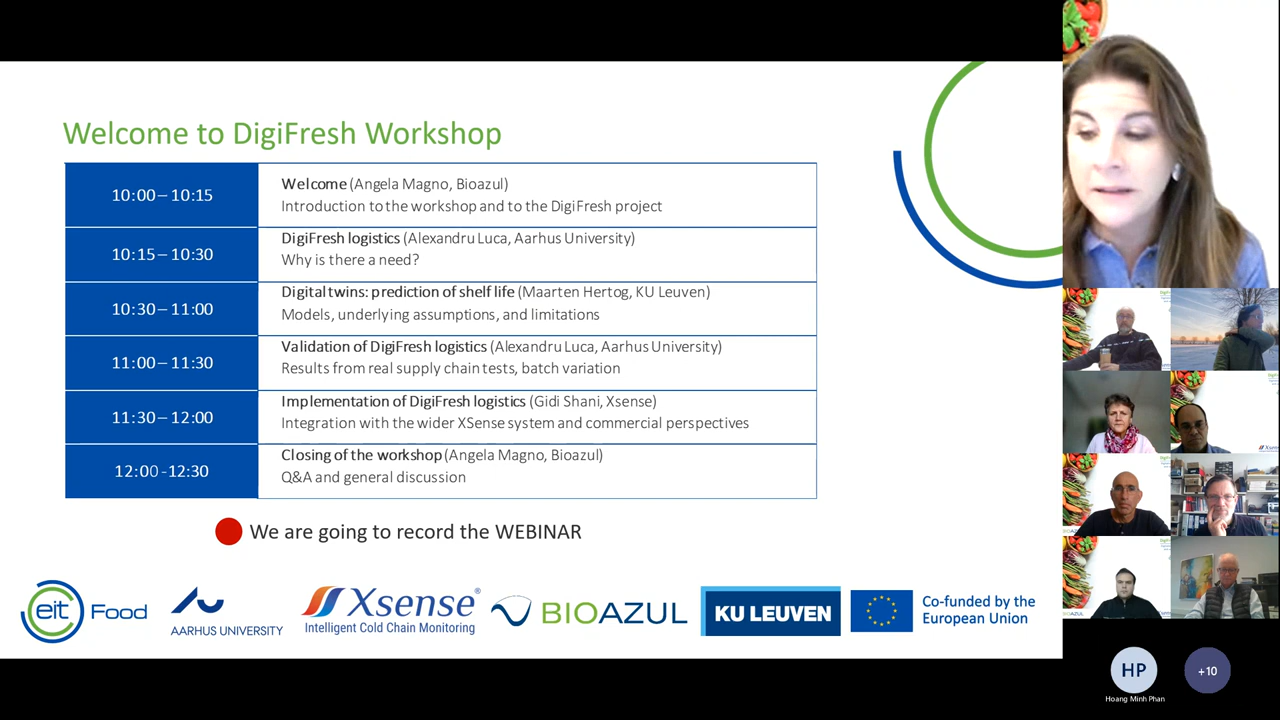 Welcome to DigiFresh Workshop
10:00 – 10:15
Welcome (Angela Magno, Bioazul)
Introduction to the workshop and to the DigiFresh project
10:15 – 10:30
DigiFresh logistics (Alexandru Luca, Aarhus University)
Why is there a need?
10:30 – 11:00
Digital twins: prediction of shelf life (Maarten Hertog, KU Leuven)
Models, underlying assumptions, and limitations
11:00 – 11:30
Validation of DigiFresh logistics (Alexandru Luca, Aarhus University)
Results from real supply chain tests, batch variation
11:30 – 12:00
Implementation of DigiFresh logistics (Gidi Shani, Xsense)
Integration with the wider XSense system and commercial perspectives
12:00 -12:30
Closing of the workshop (Angela Magno, Bioazul)
Q&A and general discussion
We are going to record the WEBINAR
eit Food
AARHUS UNIVERSITY
Xsense®
Intelligent Cold Chain Monitoring
BIOAZUL
KU LEUVEN
Co-funded by the
European Union
HP
+10
Hoang Minh Phan